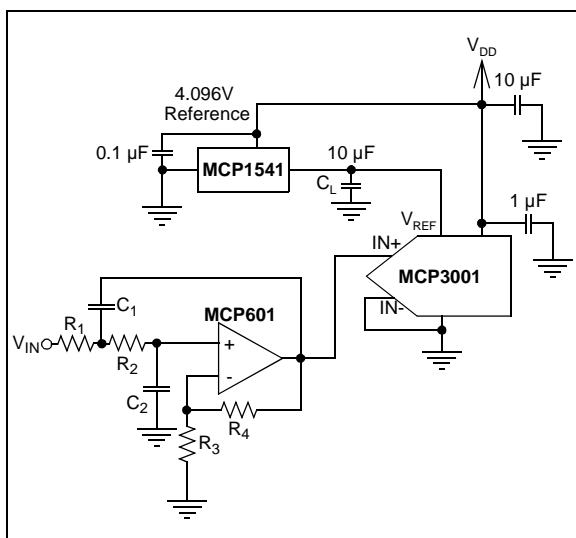 V_DD
10 µF
4.096V
Reference
0.1 µF
MCP1541
10 µF
C_L
1 µF
V_REF
IN+
MCP3001
IN-
C_1
MCP601
V_IN
R_1
R_2
+
-
C_2
R_4
R_3